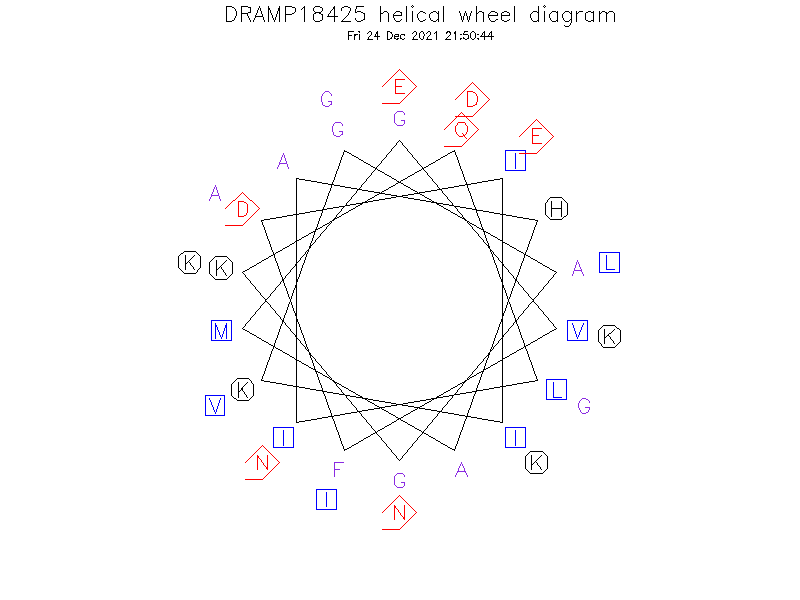 DRAMP18425 helical wheel diagram
Fri 24 Dec 2021 21:50:44
E
G D
G G Q E
A I
A D H
K K A L
M V K
V K L G
I I
N F G A K
I N